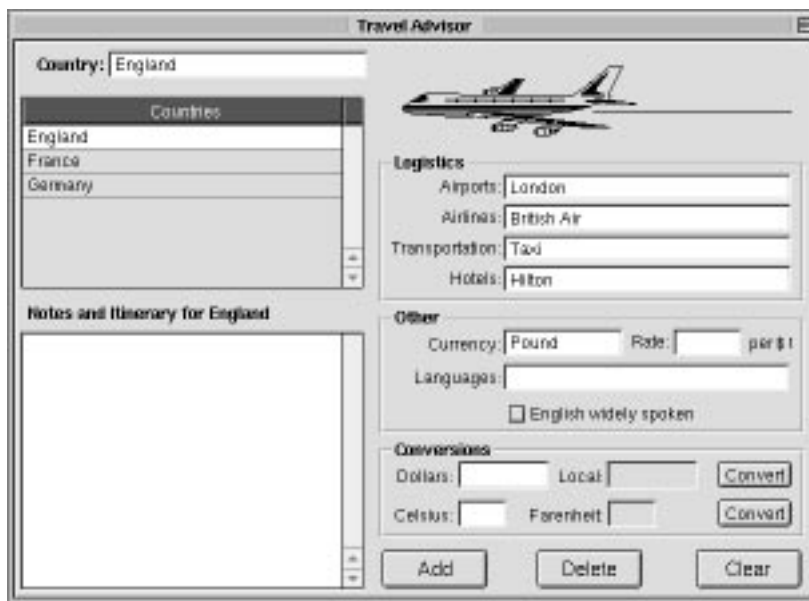 Travel Advisor
Country: England
Countries
England
France
Germany
Notes and Itinerary for England
Logistics
Airports: London
Airlines: British Air
Transportation: Taxi
Hotels: Hilton
Other
Currency: Pound Rate: per $1
Languages:
English widely spoken
Conversions
Dollars: Local: Convert
Celsius: Farenheit: Convert
Add Delete Clear